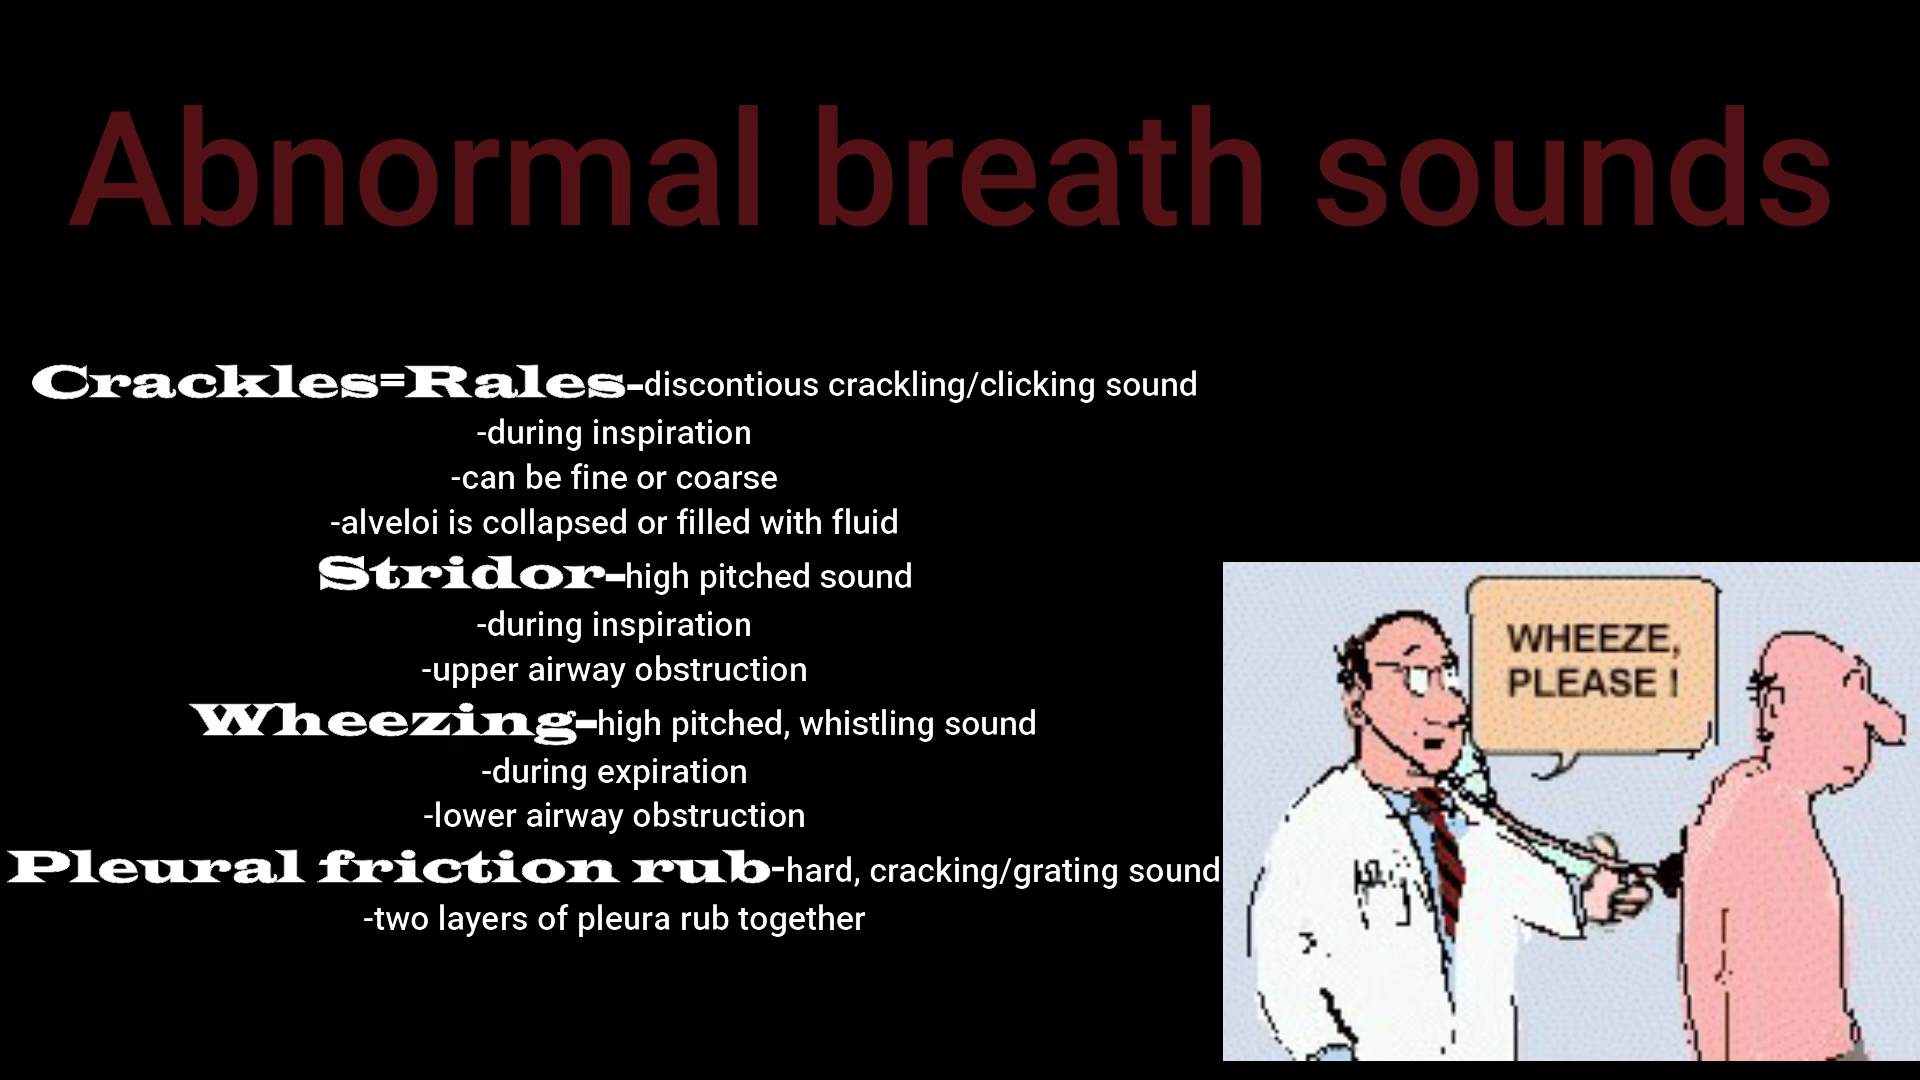 Abnormal breath sounds
Crackles=Rales-discontious crackling/clicking sound
-during inspiration
-can be fine or coarse
-alveloi is collapsed or filled with fluid
Stridor-high pitched sound
-during inspiration
-upper airway obstruction
Wheezing-high pitched, whistling sound
-during expiration
-lower airway obstruction
Pleural friction rub-hard, cracking/grating sound
-two layers of pleura rub together
WHEEZE,
PLEASE !